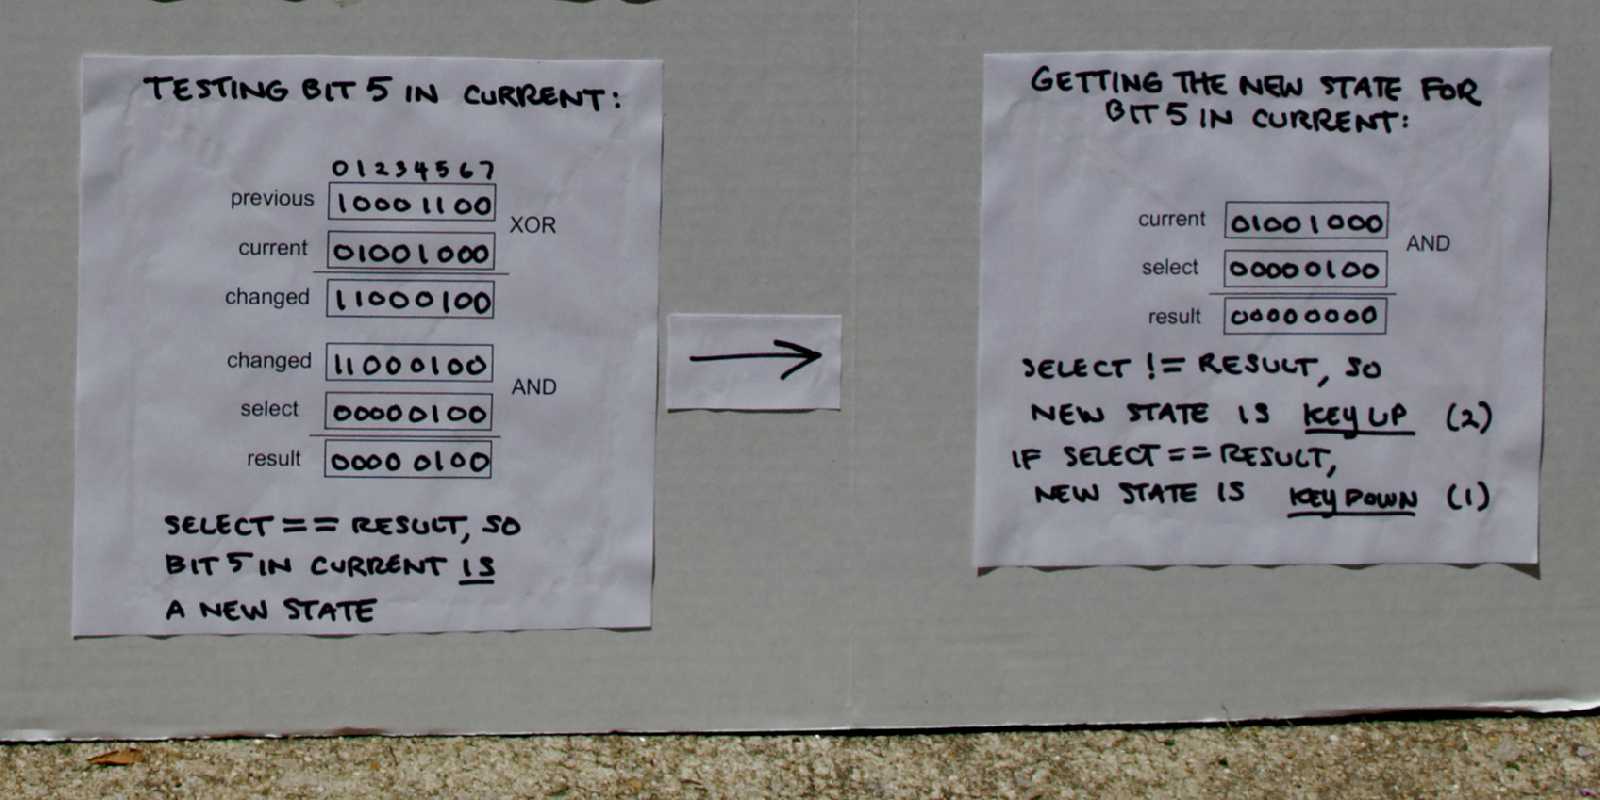 TESTING BIT 5 IN CURRENT:
01234567
previous 10001100
XOR
current 01001000
changed 11000100
changed 11000100
AND
select 00000100
result 00000100
SELECT == RESULT, SO
BIT 5 IN CURRENT IS
A NEW STATE
GETTING THE NEW STATE FOR
BIT 5 IN CURRENT:
current 01001000
AND
select 00000100
result 00000000
SELECT != RESULT, SO
NEW STATE IS KEY UP (2)
IF SELECT == RESULT,
NEW STATE IS KEY DOWN (1)